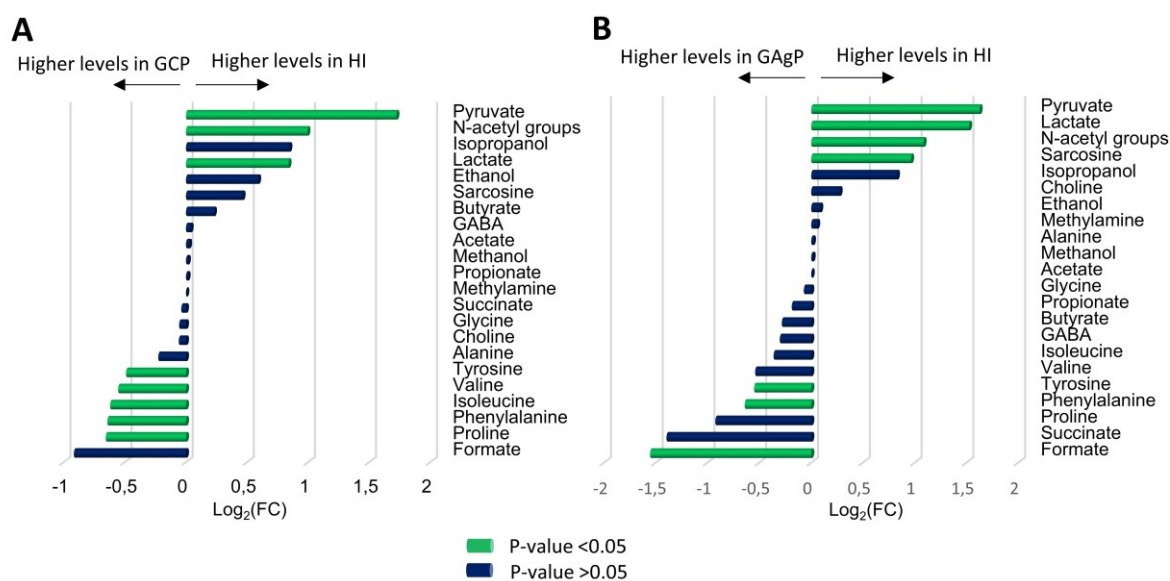 A
Higher levels in GCP
Higher levels in HI
Pyruvate
N-acetyl groups
Isopropanol
Lactate
Ethanol
Sarcosine
Butyrate
GABA
Acetate
Methanol
Propionate
Methylamine
Succinate
Glycine
Choline
Alanine
Tyrosine
Valine
Isoleucine
Phenylalanine
Proline
Formate
-1 -0,5 0 0,5 1 1,5 2
Log2(FC)
B
Higher levels in GAgP
Higher levels in HI
Pyruvate
Lactate
N-acetyl groups
Sarcosine
Isopropanol
Choline
Ethanol
Methylamine
Alanine
Methanol
Acetate
Glycine
Propionate
Butyrate
GABA
Isoleucine
Valine
Tyrosine
Phenylalanine
Proline
Succinate
Formate
-2 -1,5 -1 -0,5 0 0,5 1 1,5 2
Log2(FC)
P-value <0.05
P-value >0.05